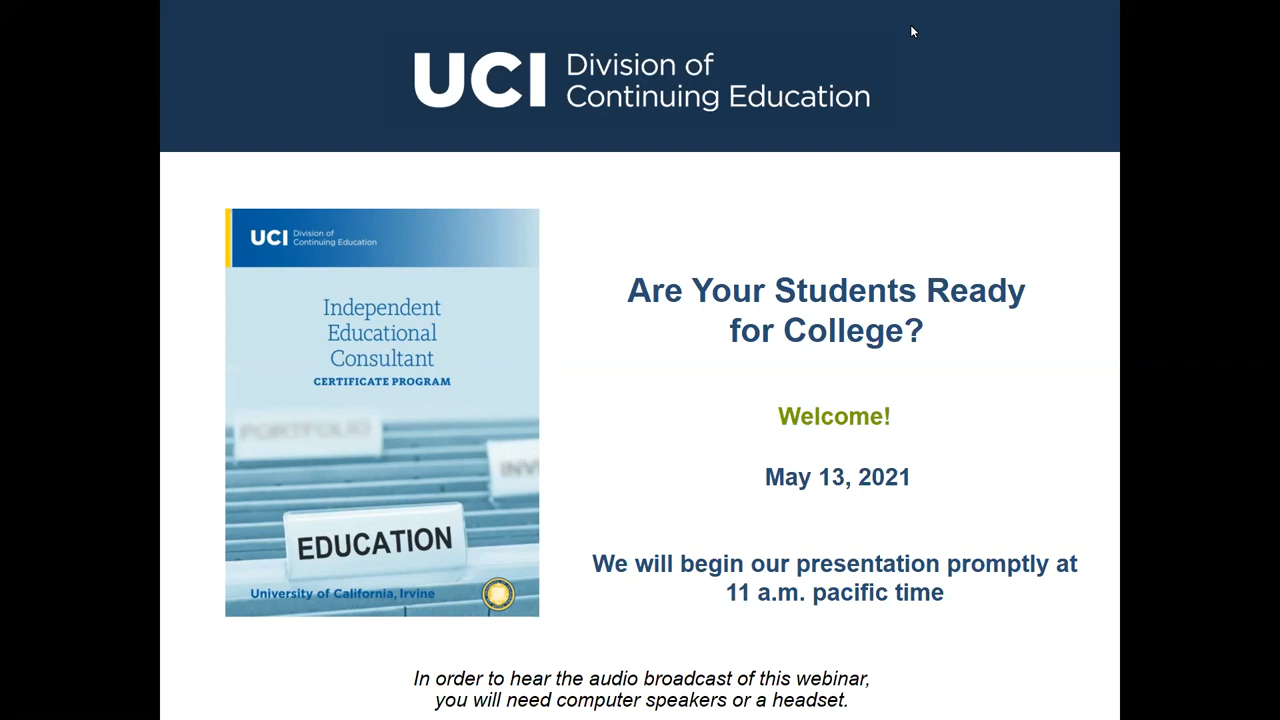 UCI
Division of
Continuing Education
UCI
Division of
Continuing Education
Independent
Educational
Consultant
CERTIFICATE PROGRAM
PORTFOLIO
EDUCATION
University of California, Irvine
Are Your Students Ready
for College?
Welcome!
May 13, 2021
We will begin our presentation promptly at
11 a.m. pacific time
In order to hear the audio broadcast of this webinar,
you will need computer speakers or a headset.